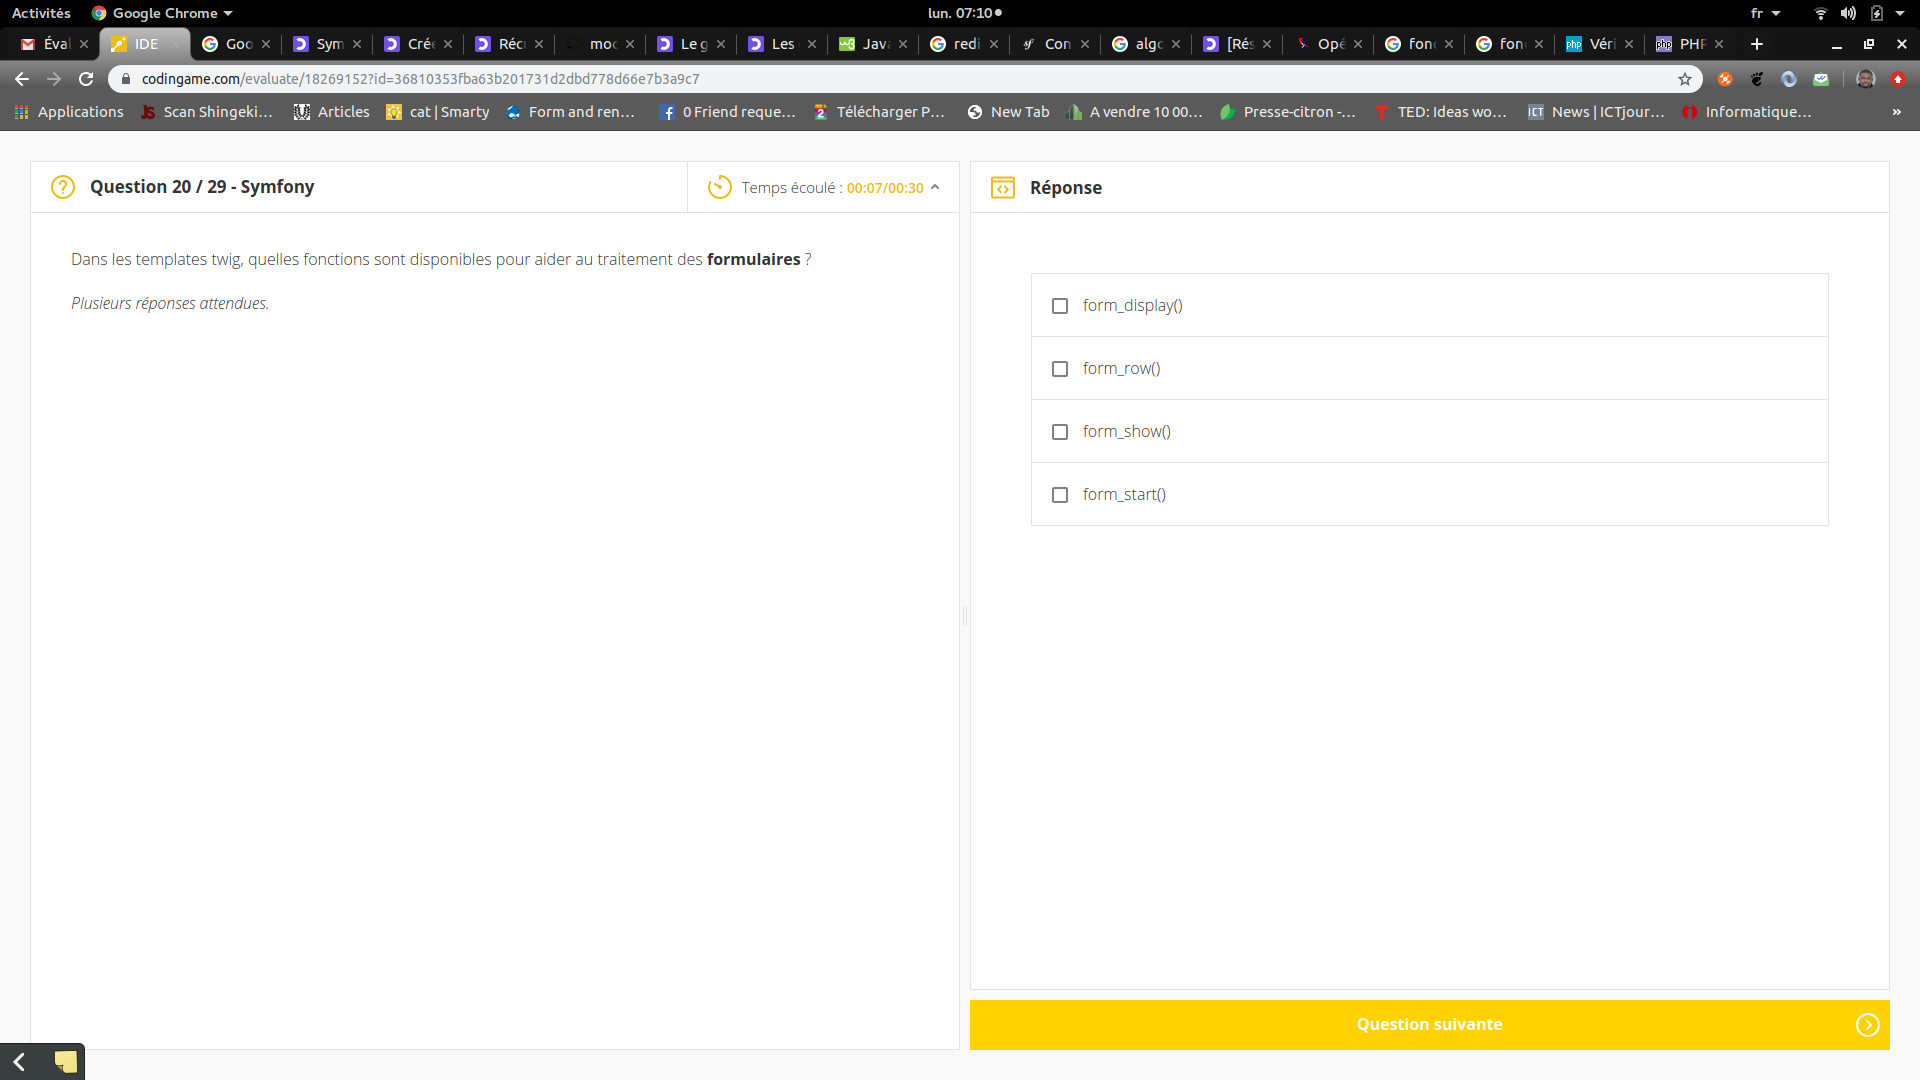 Activités Google Chrome lun. 07:10 fr
Éval IDE Goo Sym Crée Récu moc Le g Les Java redi Con algo [Rés Opé fon fon Véri PHP
codingame.com/evaluate/18269152?id=36810353fba63b201731d2dbd778d66e7b3a9c7
Applications Scan Shingeki... Articles cat | Smarty Form and ren... 0 Friend reque... Télécharger P... New Tab A vendre 10 00... Presse-citron -... TED: Ideas wo... News | ICTjour... Informatique... »
Question 20 / 29 - Symfony
Temps écoulé : 00:07/00:30
Dans les templates twig, quelles fonctions sont disponibles pour aider au traitement des formulaires ?
Plusieurs réponses attendues.
Réponse
form_display()
form_row()
form_show()
form_start()
Question suivante